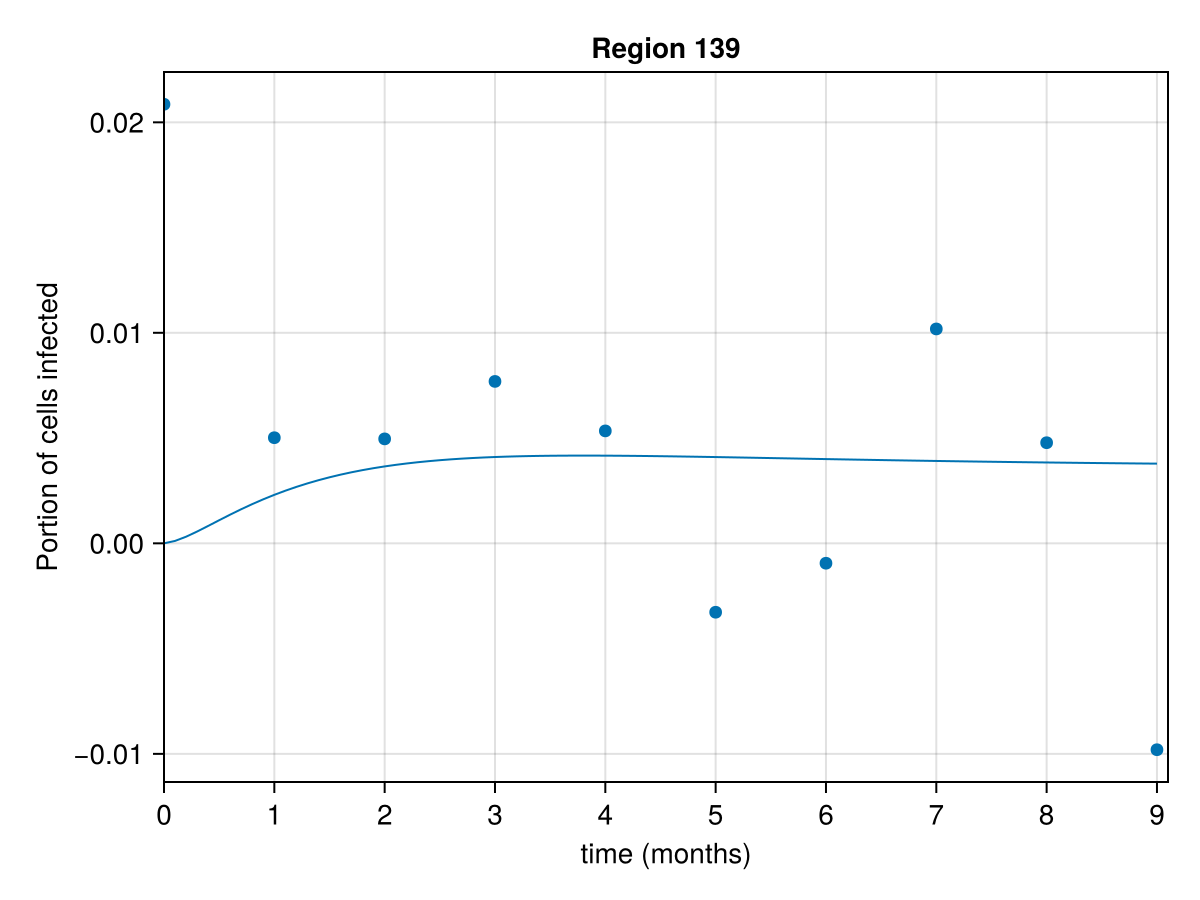 Region 139
Portion of cells infected
0.02
0.01
0.00
−0.01
0 1 2 3 4 5 6 7 8 9
time (months)